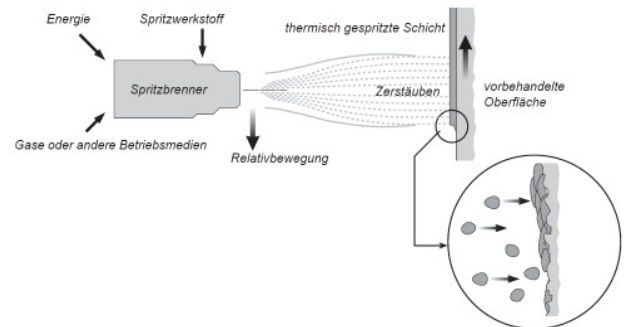 Energie
Spritzwerkstoff
thermisch gespritzte Schicht
Spritzbrenner
Zerstäuben
vorbehandelte
Oberfläche
Gase oder andere Betriebsmedien
Relativbewegung